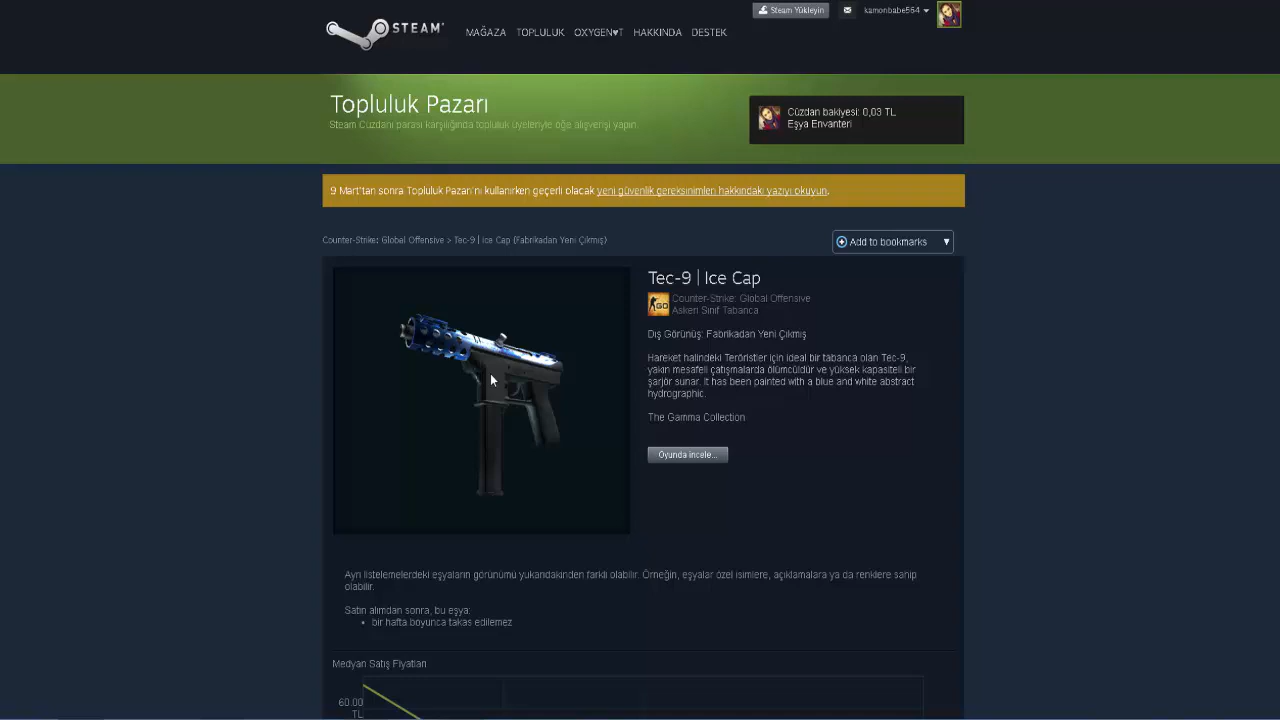 Steam Yükleyin
kamonbabe564
STEAM
MAĞAZA TOPLULUK OXYGEN♥T HAKKINDA DESTEK
Topluluk Pazarı
Steam Cüzdanı parası karşılığında topluluk üyeleriyle öğe alışverişi yapın.
Cüzdan bakiyesi: 0,03 TL
Eşya Envanteri
9 Mart'tan sonra Topluluk Pazarı'nı kullanırken geçerli olacak yeni güvenlik gereksinimleri hakkındaki yazıyı okuyun.
Counter-Strike: Global Offensive > Tec-9 | Ice Cap (Fabrikadan Yeni Çıkmış)
Add to bookmarks
Tec-9 | Ice Cap
GO
Counter-Strike: Global Offensive
Askeri Sınıf Tabanca
Dış Görünüş: Fabrikadan Yeni Çıkmış
Hareket halindeki Teröristler için ideal bir tabanca olan Tec-9,
yakın mesafeli çatışmalarda ölümcüldür ve yüksek kapasiteli bir
şarjör sunar. It has been painted with a blue and white abstract
hydrographic.
The Gamma Collection
Oyunda incele...
Ayrı listelemelerdeki eşyaların görünümü yukarıdakinden farklı olabilir. Örneğin, eşyalar özel isimlere, açıklamalara ya da renklere sahip
olabilir.
Satın alımdan sonra, bu eşya:
• bir hafta boyunca takas edilemez
Medyan Satış Fiyatları
60.00
TL